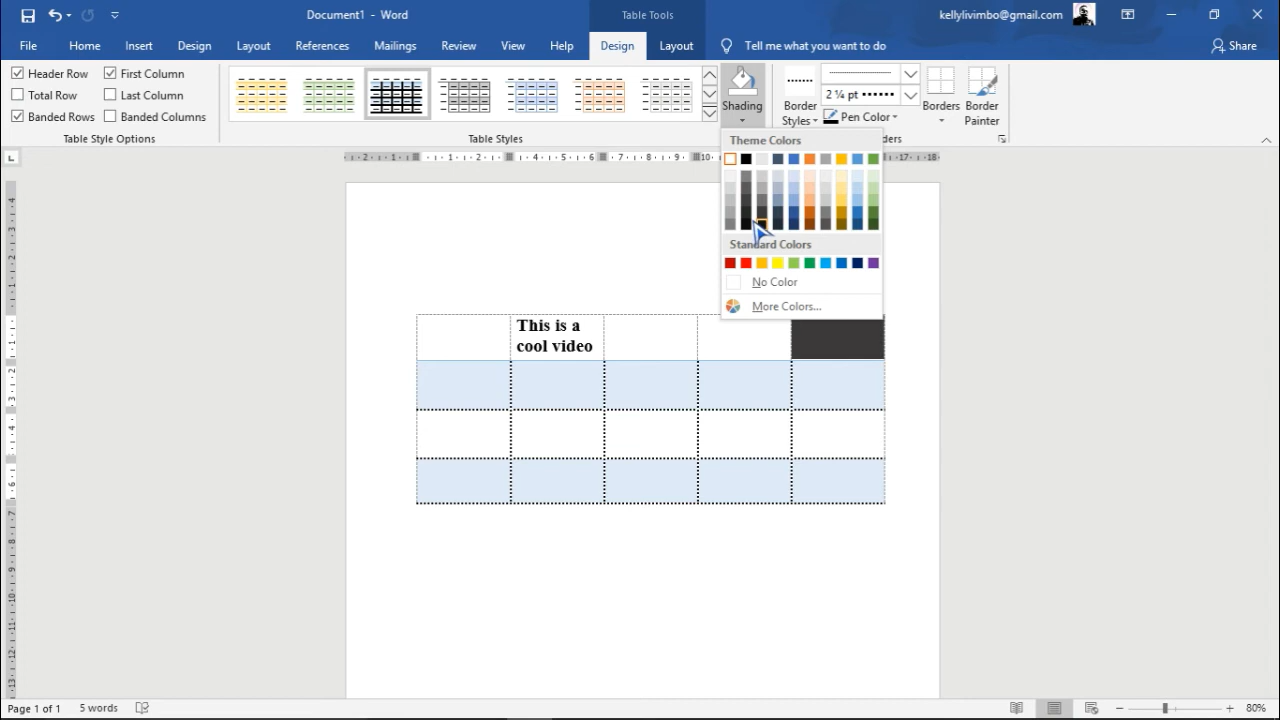 Document1 - Word
Table Tools
kellylivimbo@gmail.com
File
Home
Insert
Design
Layout
References
Mailings
Review
View
Help
Design
Layout
Tell me what you want to do
Share
Header Row
First Column
Total Row
Last Column
Banded Rows
Banded Columns
Table Style Options
Table Styles
Shading
Border
Styles
2 ¼ pt
Pen Color
Borders
Border
Painter
ders
Theme Colors
Standard Colors
No Color
More Colors...
This is a
cool video
Page 1 of 1
5 words
80%